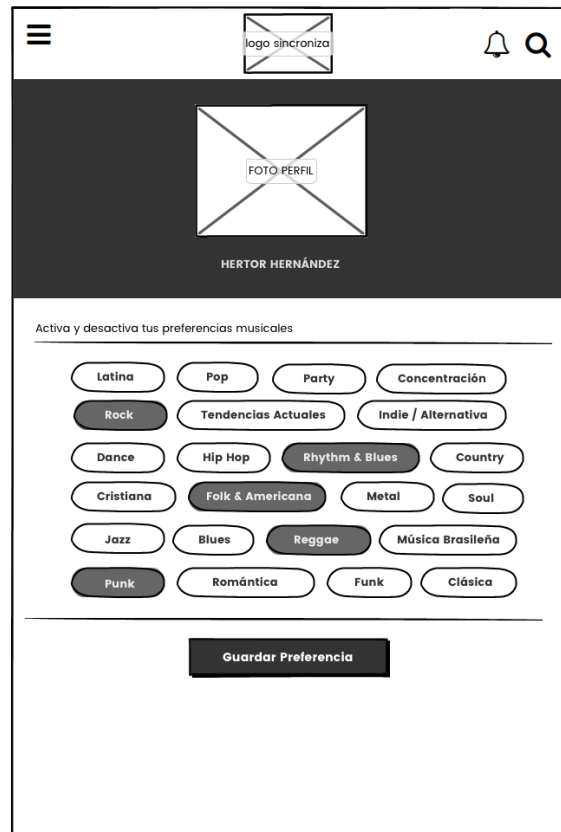 logo sincroniza
FOTO PERFIL
HERTOR HERNÁNDEZ
Activa y desactiva tus preferencias musicales
Latina Pop Party Concentración
Rock Tendencias Actuales Indie / Alternativa
Dance Hip Hop Rhythm & Blues Country
Cristiana Folk & Americana Metal Soul
Jazz Blues Reggae Música Brasileña
Punk Romántica Funk Clásica
Guardar Preferencia